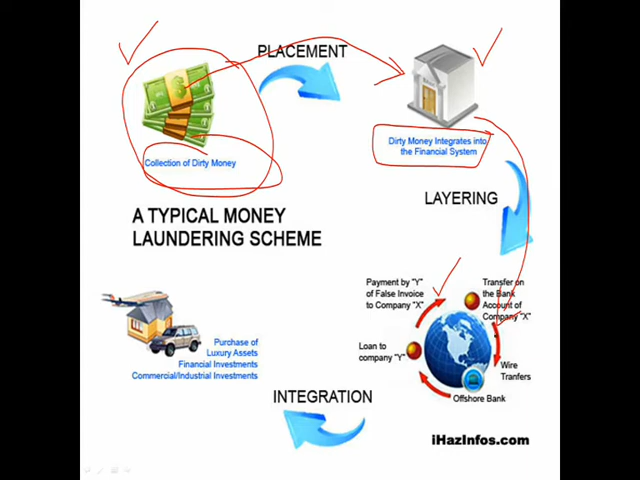 PLACEMENT
Collection of Dirty Money
Dirty Money Integrates into
the Financial System
A TYPICAL MONEY
LAUNDERING SCHEME
LAYERING
Payment by "Y"
of False Invoice
to Company "X"
Transfer on
the Bank
Account of
Company "X"
Loan to
company "Y"
Wire
Tranfers
Offshore Bank
Purchase of
Luxury Assets
Financial Investments
Commercial/Industrial Investments
INTEGRATION
iHazInfos.com